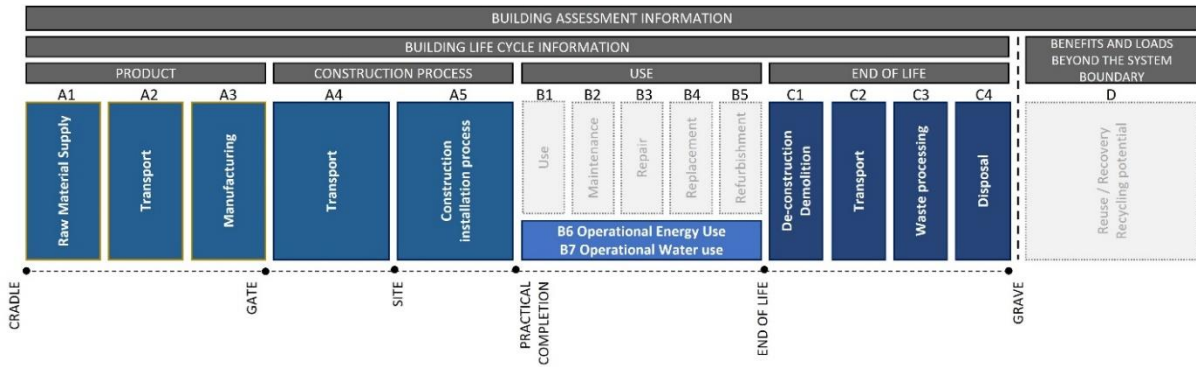 BUILDING ASSESSMENT INFORMATION
BUILDING LIFE CYCLE INFORMATION
BENEFITS AND LOADS
BEYOND THE SYSTEM
BOUNDARY
PRODUCT
CONSTRUCTION PROCESS
USE
END OF LIFE
A1
A2
A3
A4
A5
B1
B2
B3
B4
B5
C1
C2
C3
C4
D
Raw Material Supply
Transport
Manufacturing
Transport
Construction
installation process
Use
Maintenance
Repair
Replacement
Refurbishment
B6 Operational Energy Use
B7 Operational Water use
De-construction
Demolition
Transport
Waste processing
Disposal
Reuse / Recovery
Recycling potential
CRADLE
GATE
SITE
PRACTICAL
COMPLETION
END OF LIFE
GRAVE